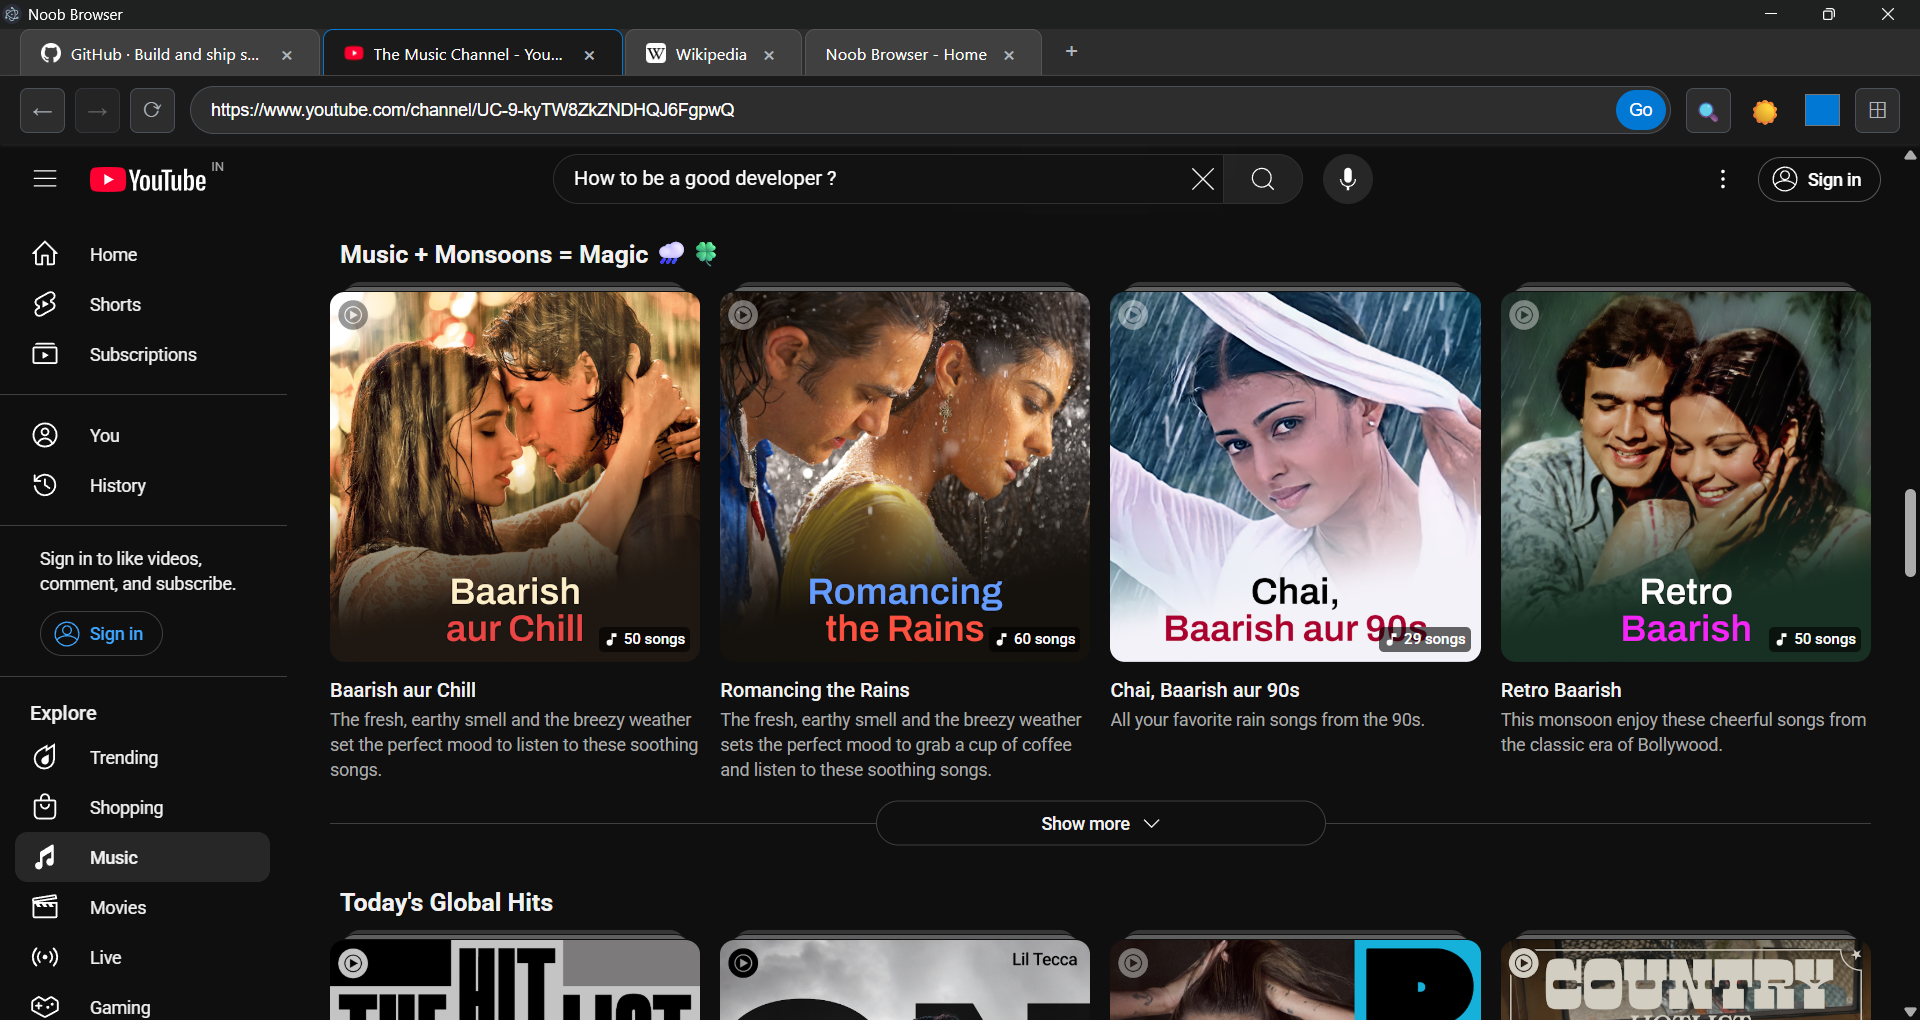 Noob Browser
GitHub · Build and ship s...
The Music Channel - You...
Wikipedia
Noob Browser - Home
https://www.youtube.com/channel/UC-9-kyTW8ZkZNDHQJ6FgpwQ
Go
YouTube IN
How to be a good developer ?
Sign in
Home
Shorts
Subscriptions
You
History
Sign in to like videos,
comment, and subscribe.
Sign in
Explore
Trending
Shopping
Music
Movies
Live
Gaming
Music + Monsoons = Magic
Baarish
aur Chill
50 songs
Baarish aur Chill
The fresh, earthy smell and the breezy weather
set the perfect mood to listen to these soothing
songs.
Romancing
the Rains
60 songs
Romancing the Rains
The fresh, earthy smell and the breezy weather
sets the perfect mood to grab a cup of coffee
and listen to these soothing songs.
Chai,
Baarish aur 90s
29 songs
Chai, Baarish aur 90s
All your favorite rain songs from the 90s.
Retro
Baarish
50 songs
Retro Baarish
This monsoon enjoy these cheerful songs from
the classic era of Bollywood.
Show more
Today's Global Hits
THE HIT LIST
Lil Tecca
COUNTRY
HOTLIST